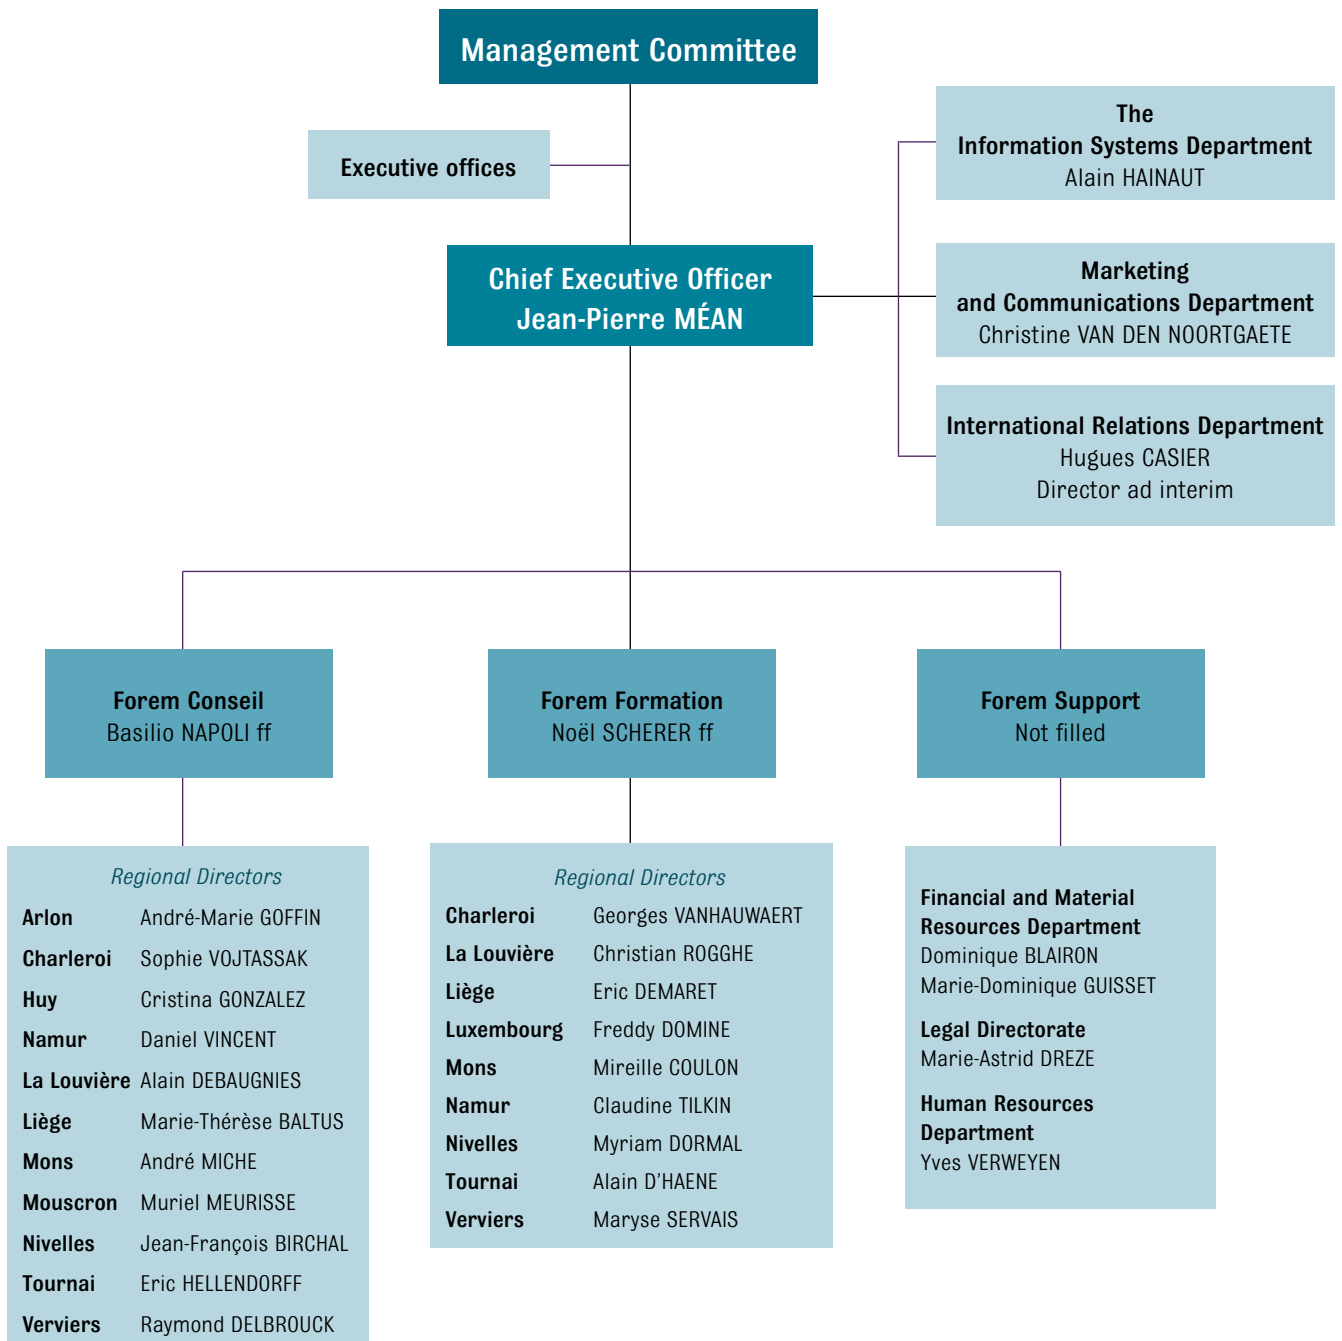 Management Committee
Executive offices
The
Information Systems Department
Alain HAINAUT
Chief Executive Officer
Jean-Pierre MÉAN
Marketing
and Communications Department
Christine VAN DEN NOORTGAETE
International Relations Department
Hugues CASIER
Director ad interim
Forem Conseil
Basilio NAPOLI ff
Forem Formation
Noël SCHERER ff
Forem Support
Not filled
Regional Directors
Arlon André-Marie GOFFIN
Charleroi Sophie VOJTASSAK
Huy Cristina GONZALEZ
Namur Daniel VINCENT
La Louvière Alain DEBAUGNIES
Liège Marie-Thérèse BALTUS
Mons André MICHE
Mouscron Muriel MEURISSE
Nivelles Jean-François BIRCHAL
Tournai Eric HELLENDORFF
Verviers Raymond DELBROUCK
Regional Directors
Charleroi Georges VANHAUWAERT
La Louvière Christian ROGGHE
Liège Eric DEMARET
Luxembourg Freddy DOMINE
Mons Mireille COULON
Namur Claudine TILKIN
Nivelles Myriam DORMAL
Tournai Alain D'HAENE
Verviers Maryse SERVAIS
Financial and Material
Resources Department
Dominique BLAIRON
Marie-Dominique GUISSET
Legal Directorate
Marie-Astrid DREZE
Human Resources
Department
Yves VERWEYEN